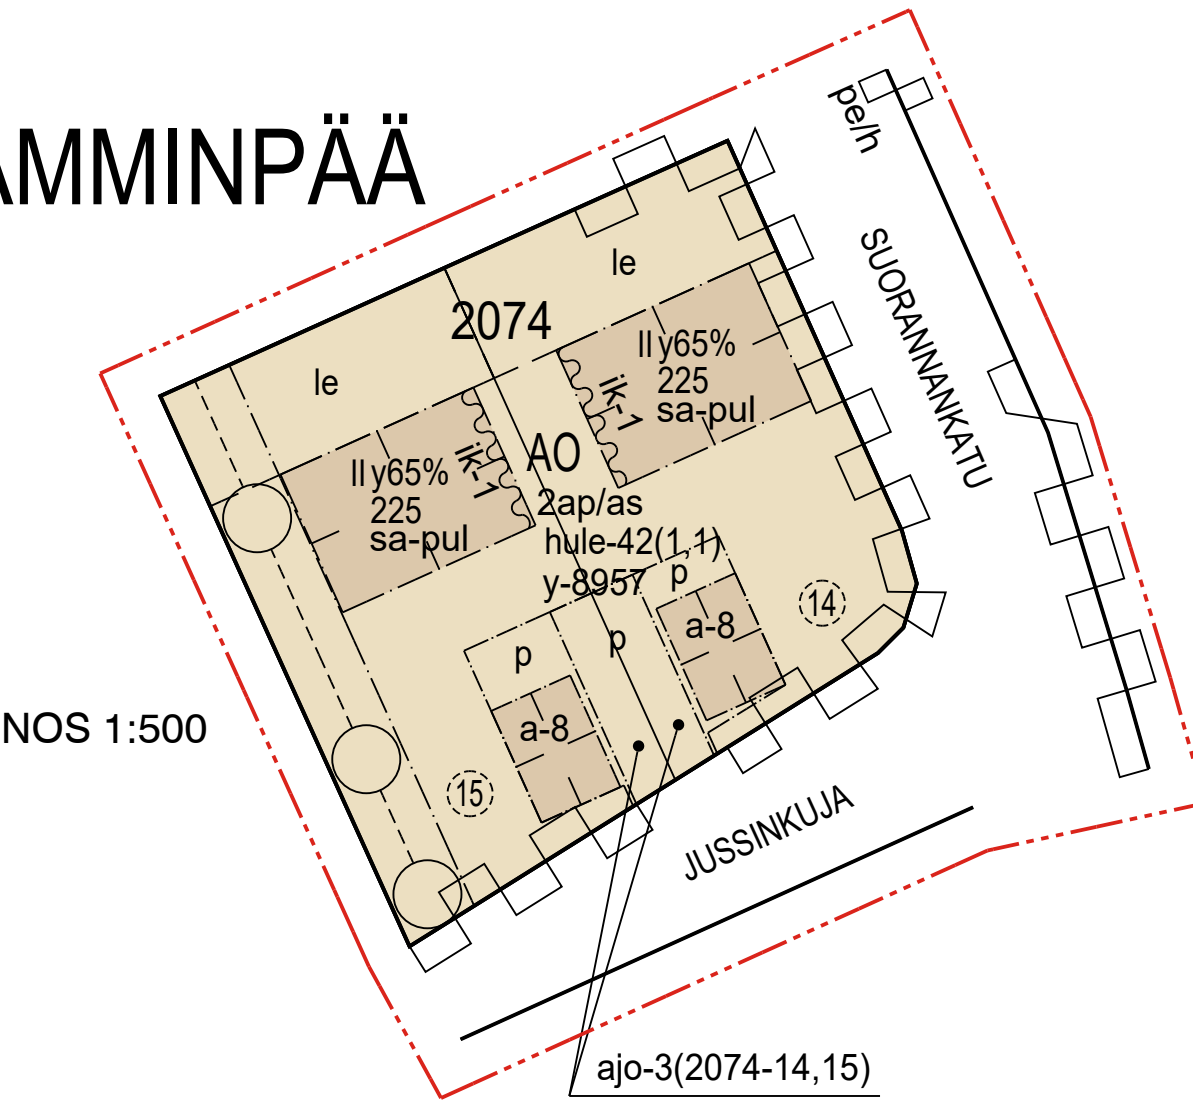 AMMINPÄÄ
pe/h
SUORANNANKATU
le
2074
le
II y65%
225
sa-pul
ik-1
II y65%
225
sa-pul
ik-1
AO
2ap/as
hule-42(1,1)
y-8957
p
p
p
a-8
a-8
14
15
NOS 1:500
JUSSINKUJA
ajo-3(2074-14,15)